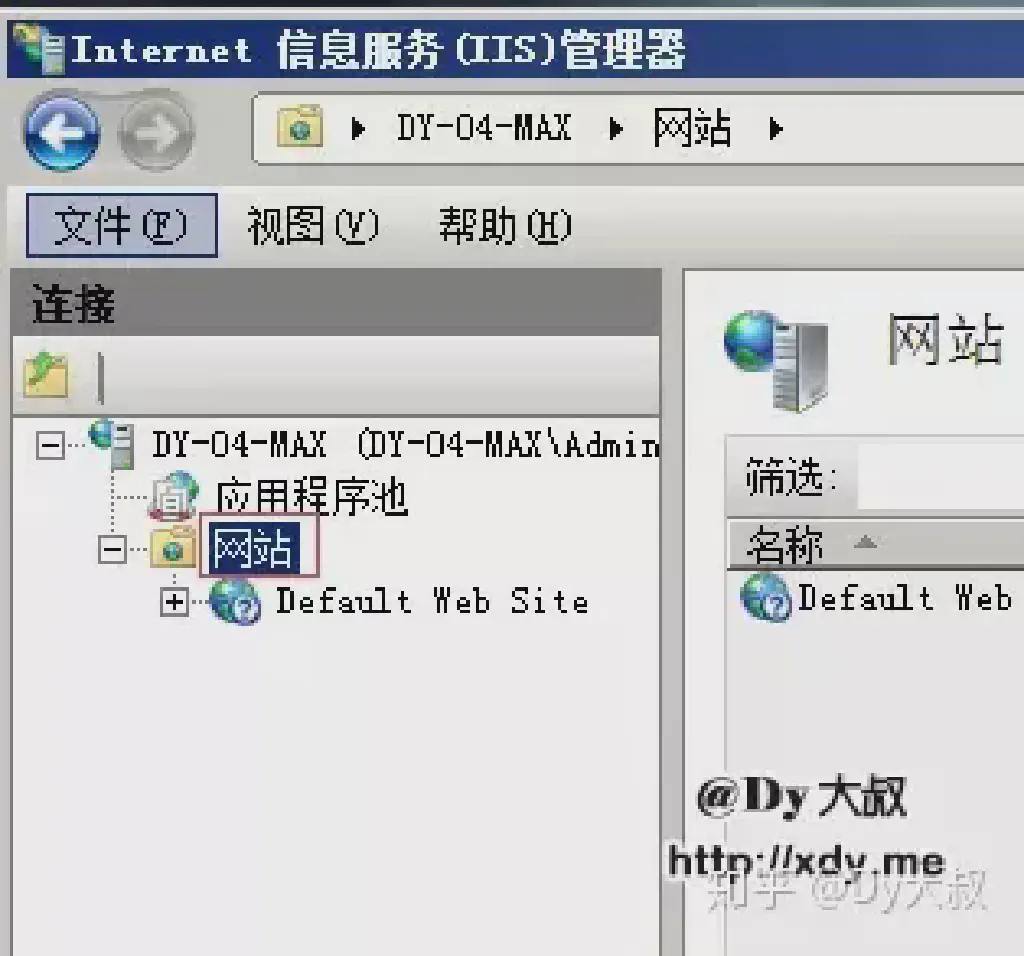 Internet 信息服务(IIS)管理器
DY-04-MAX 网站
文件(F) 视图(V) 帮助(H)
连接
DY-04-MAX (DY-04-MAX\Admin
应用程序池
网站
Default Web Site
网站
筛选:
名称
Default Web
@Dy大叔
http://xdy.me
知乎 @Dy大叔